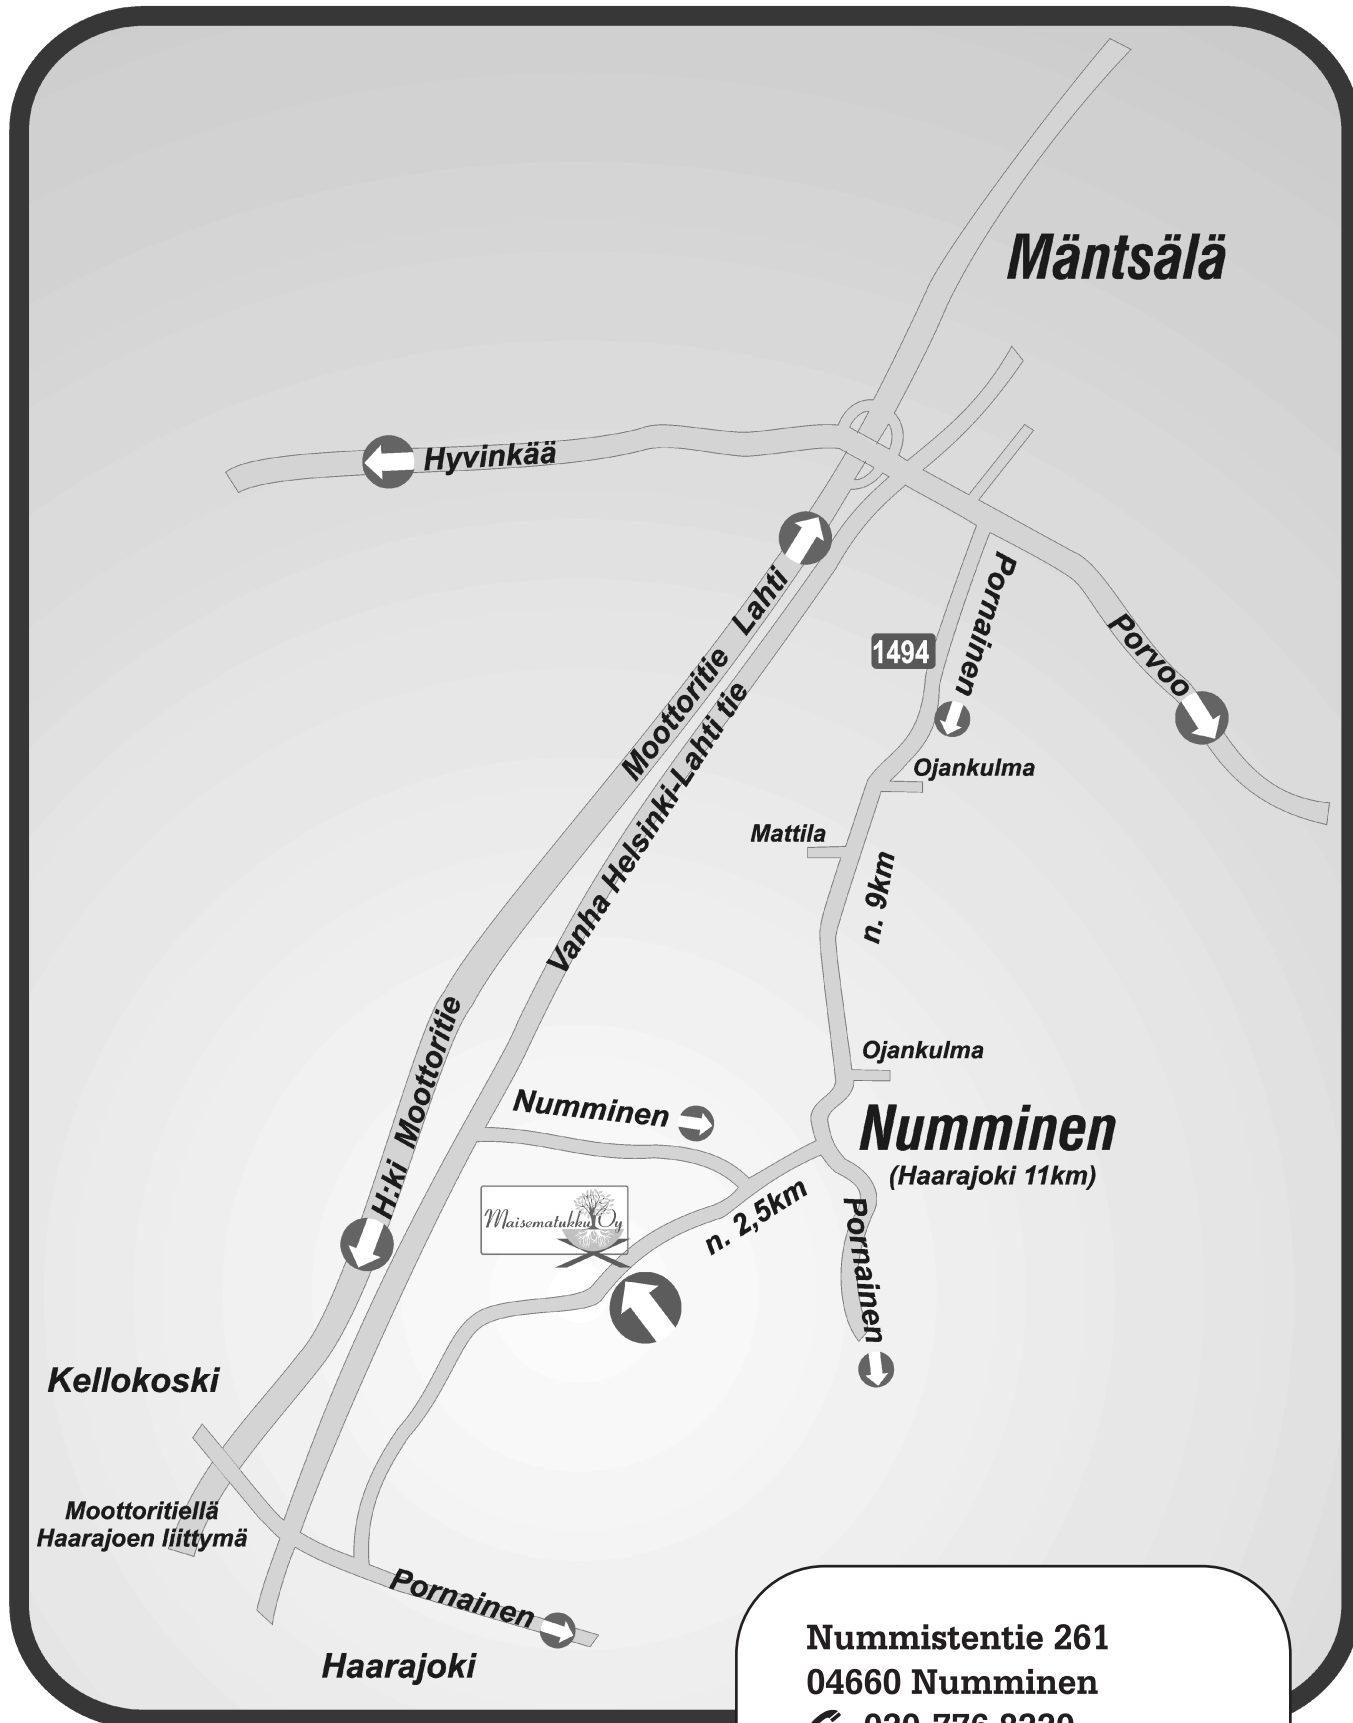 Mäntsälä
Hyvinkää
Moottoritie Lahti
Vanha Helsinki-Lahti tie
1494
Pornainen
Porvoo
Ojankulma
Mattila
n. 9km
H:ki Moottoritie
Ojankulma
Numminen
Numminen
(Haarajoki 11km)
Maisematukku Oy
n. 2,5km
Pornainen
Kellokoski
Moottoritiellä
Haarajoen liittymä
Pornainen
Haarajoki
Nummistentie 261
04660 Numminen